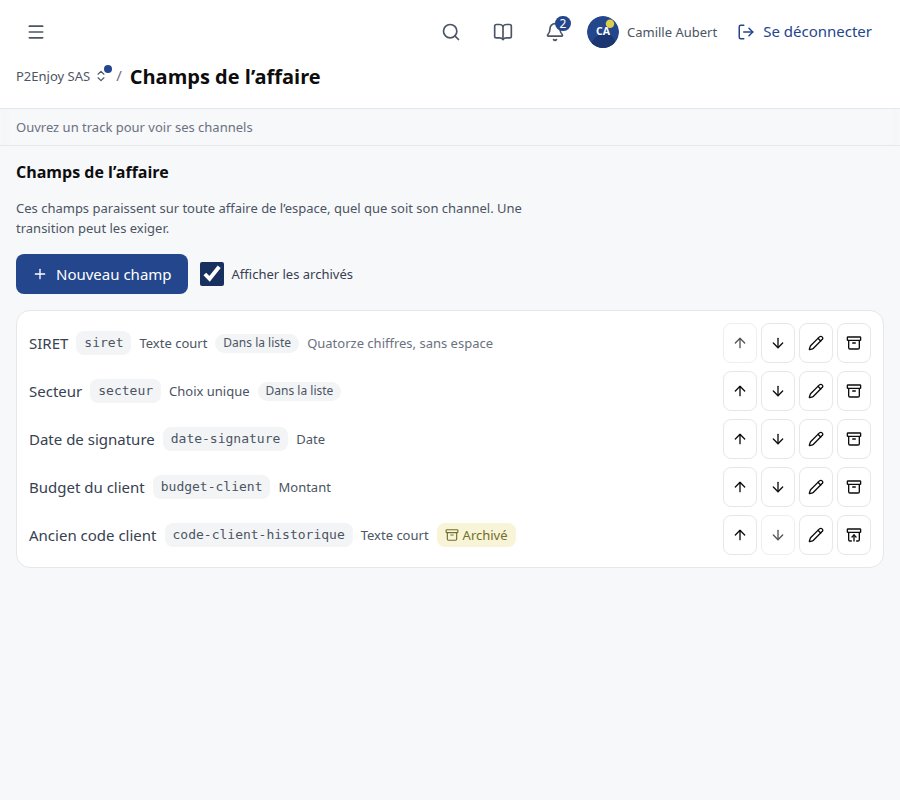 2
CA Camille Aubert Se déconnecter
P2Enjoy SAS / Champs de l’affaire
Ouvrez un track pour voir ses channels
Champs de l’affaire
Ces champs paraissent sur toute affaire de l’espace, quel que soit son channel. Une
transition peut les exiger.
Nouveau champ Afficher les archivés
SIRET siret Texte court Dans la liste Quatorze chiffres, sans espace
Secteur secteur Choix unique Dans la liste
Date de signature date-signature Date
Budget du client budget-client Montant
Ancien code client code-client-historique Texte court Archivé